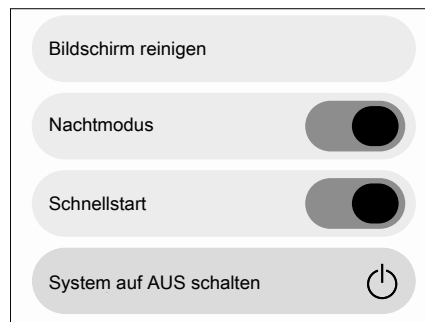 Bildschirm reinigen
Nachtmodus
Schnellstart
System auf AUS schalten